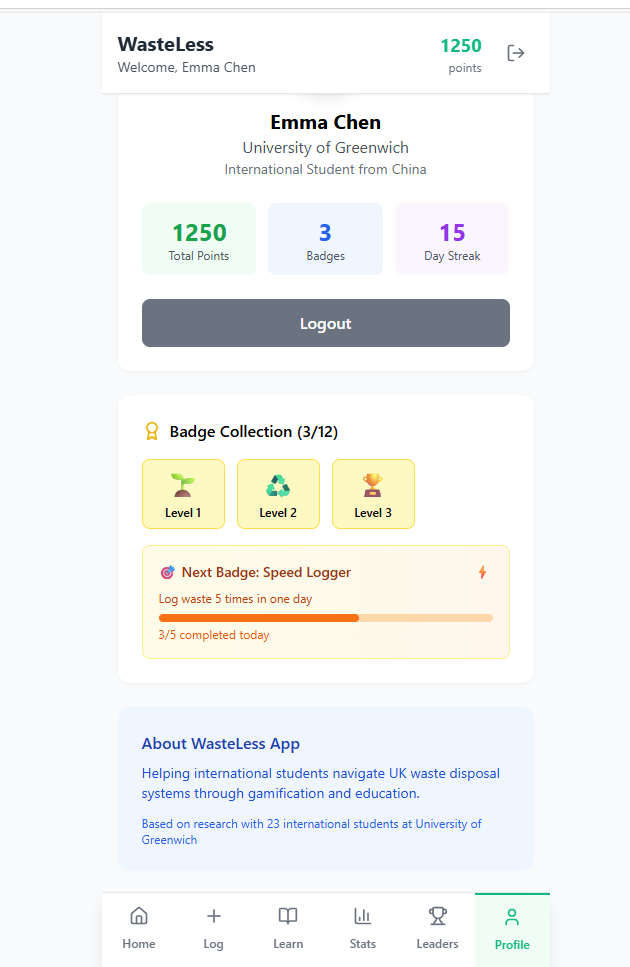 WasteLess
Welcome, Emma Chen
1250
points
Emma Chen
University of Greenwich
International Student from China
1250
Total Points
3
Badges
15
Day Streak
Logout
Badge Collection (3/12)
Level 1
Level 2
Level 3
Next Badge: Speed Logger
Log waste 5 times in one day
3/5 completed today
About WasteLess App
Helping international students navigate UK waste disposal
systems through gamification and education.
Based on research with 23 international students at University of
Greenwich
Home
Log
Learn
Stats
Leaders
Profile